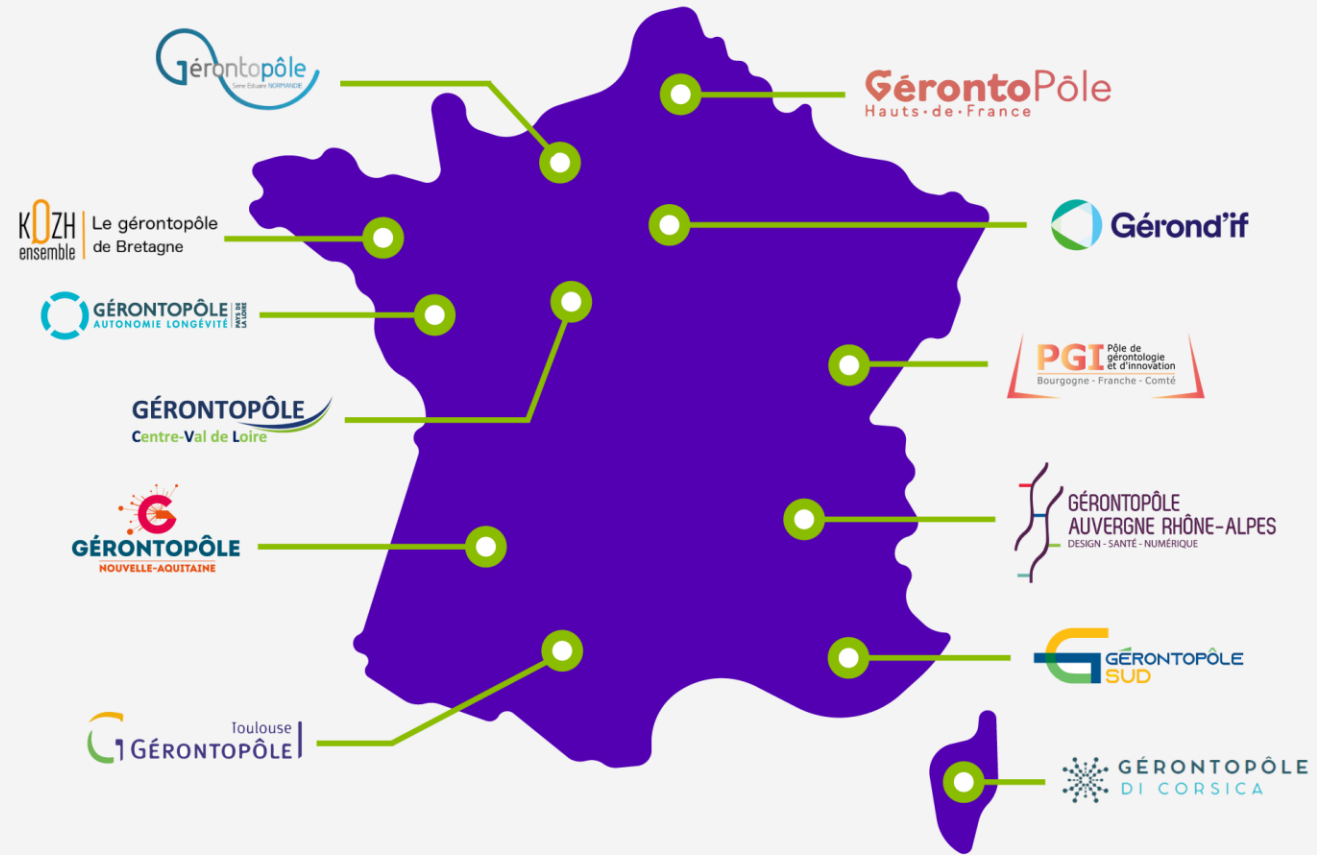 Gérontopôle
Seine Estuaire NORMANDIE
GérontoPôle
Hauts·de·France
KOZH
ensemble
Le gérontopôle
de Bretagne
Gérond'if
GÉRONTOPÔLE
AUTONOMIE LONGÉVITÉ
PAYS DE
LA LOIRE
PGI
Pôle de
gérontologie
et d'innovation
Bourgogne - Franche - Comté
GÉRONTOPÔLE
Centre-Val de Loire
GÉRONTOPÔLE
AUVERGNE RHÔNE-ALPES
DESIGN - SANTÉ - NUMÉRIQUE
GÉRONTOPÔLE
NOUVELLE-AQUITAINE
GÉRONTOPÔLE
SUD
Toulouse
GÉRONTOPÔLE
GÉRONTOPÔLE
DI CORSICA